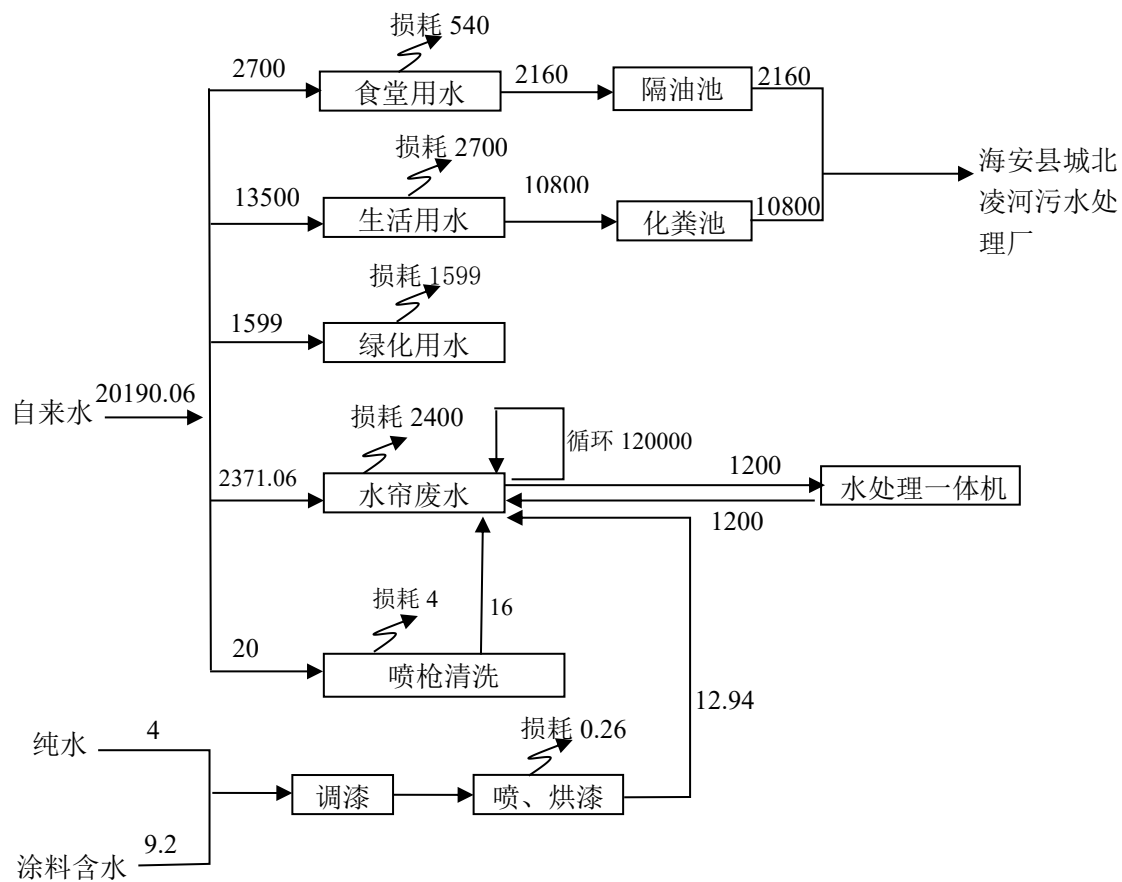 损耗 540
2700
食堂用水
2160
隔油池
2160
损耗 2700
13500
生活用水
10800
化粪池
10800
海安县城北
凌河污水处
理厂
损耗 1599
1599
绿化用水
自来水
20190.06
损耗 2400
循环 120000
2371.06
水帘废水
1200
1200
水处理一体机
损耗 4
16
20
喷枪清洗
12.94
纯水
4
损耗 0.26
调漆
喷、烘漆
涂料含水
9.2